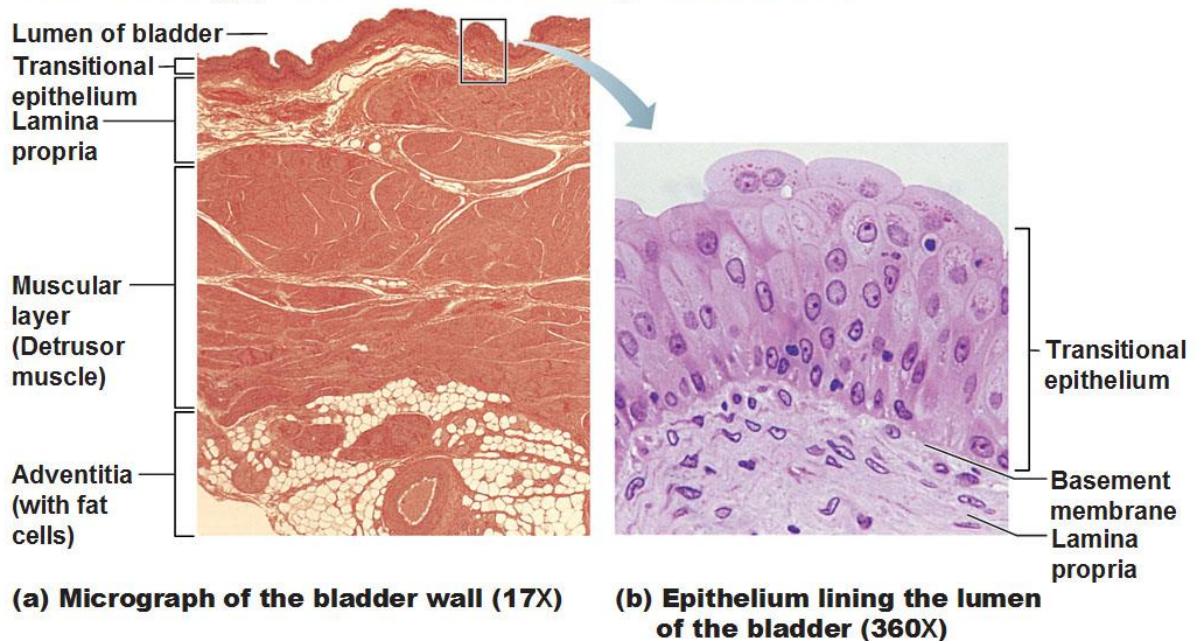 Lumen of bladder
Transitional
epithelium
Lamina
propria
Muscular
layer
(Detrusor
muscle)
Adventitia
(with fat
cells)
(a) Micrograph of the bladder wall (17X)
Transitional
epithelium
Basement
membrane
Lamina
propria
(b) Epithelium lining the lumen
of the bladder (360X)